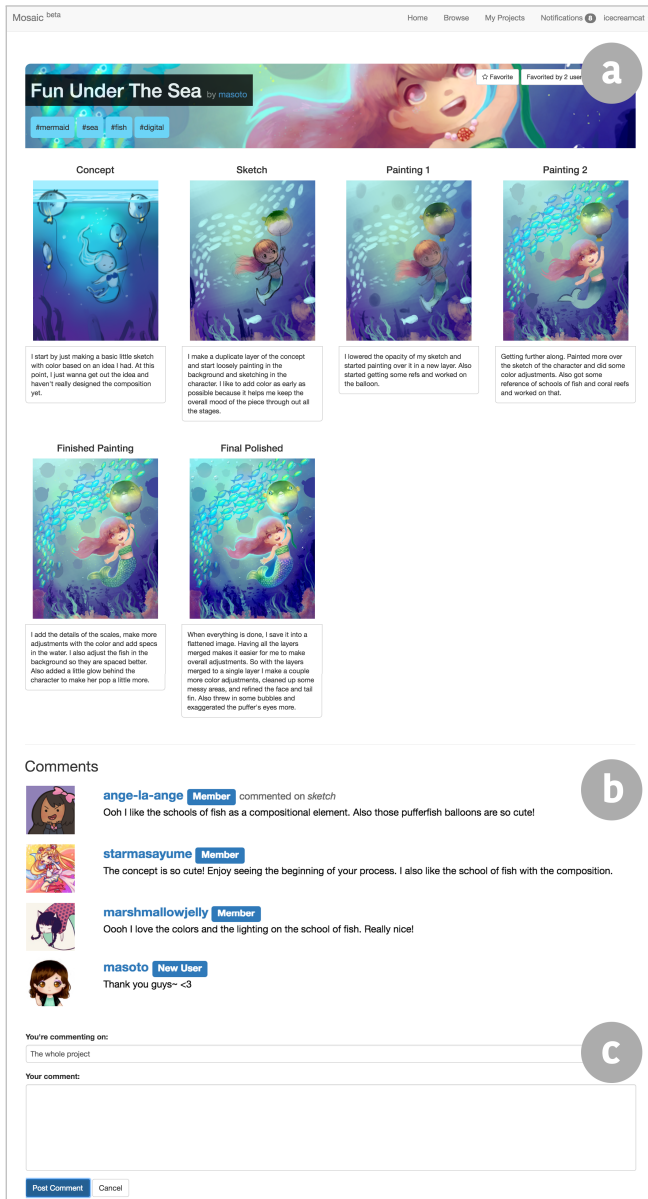 Mosaic beta
Home Browse My Projects Notifications 8 icecreamcat
a
☆ Favorite Favorited by 2 user
Fun Under The Sea by masoto
#mermaid #sea #fish #digital
Concept
I start by just making a basic little sketch
with color based on an idea I had. At this
point, I just wanna get out the idea and
haven't really designed the composition
yet.
Sketch
I make a duplicate layer of the concept
and start loosely painting in the
background and sketching in the
character. I like to add color as early as
possible because it helps me keep the
overall mood of the piece through out all
the stages.
Painting 1
I lowered the opacity of my sketch and
started painting over it in a new layer. Also
started getting some refs and worked on
the balloon.
Painting 2
Getting further along. Painted more over
the sketch of the character and did some
color adjustments. Also got some
reference of schools of fish and coral reefs
and worked on that.
Finished Painting
I add the details of the scales, make more
adjustments with the color and add specs
in the water. I also adjust the fish in the
background so they are spaced better.
Also added a little glow behind the
character to make her pop a little more.
Final Polished
When everything is done, I save it into a
flattened image. Having all the layers
merged makes it easier for me to make
overall adjustments. So with the layers
merged to a single layer I make a couple
more color adjustments, cleaned up some
messy areas, and refined the face and tail
fin. Also threw in some bubbles and
exaggerated the puffer's eyes more.
Comments
b
ange-la-ange Member commented on sketch
Ooh I like the schools of fish as a compositional element. Also those pufferfish balloons are so cute!
starmasayume Member
The concept is so cute! Enjoy seeing the beginning of your process. I also like the school of fish with the composition.
marshmallowjelly Member
Oooh I love the colors and the lighting on the school of fish. Really nice!
masoto New User
Thank you guys~ <3
You're commenting on:
The whole project
c
Your comment:
Post Comment Cancel